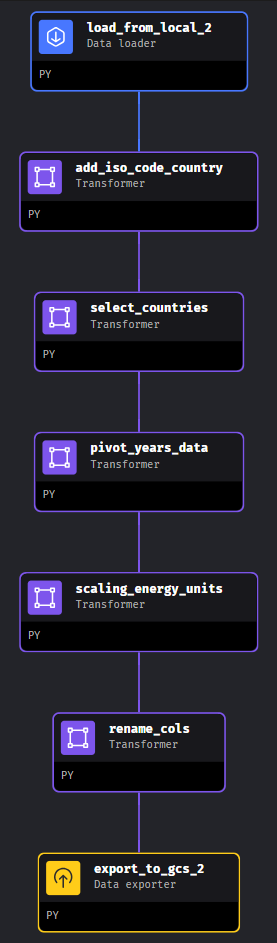 load_from_local_2
Data loader
PY
add_iso_code_country
Transformer
PY
select_countries
Transformer
PY
pivot_years_data
Transformer
PY
scaling_energy_units
Transformer
PY
rename_cols
Transformer
PY
export_to_gcs_2
Data exporter
PY